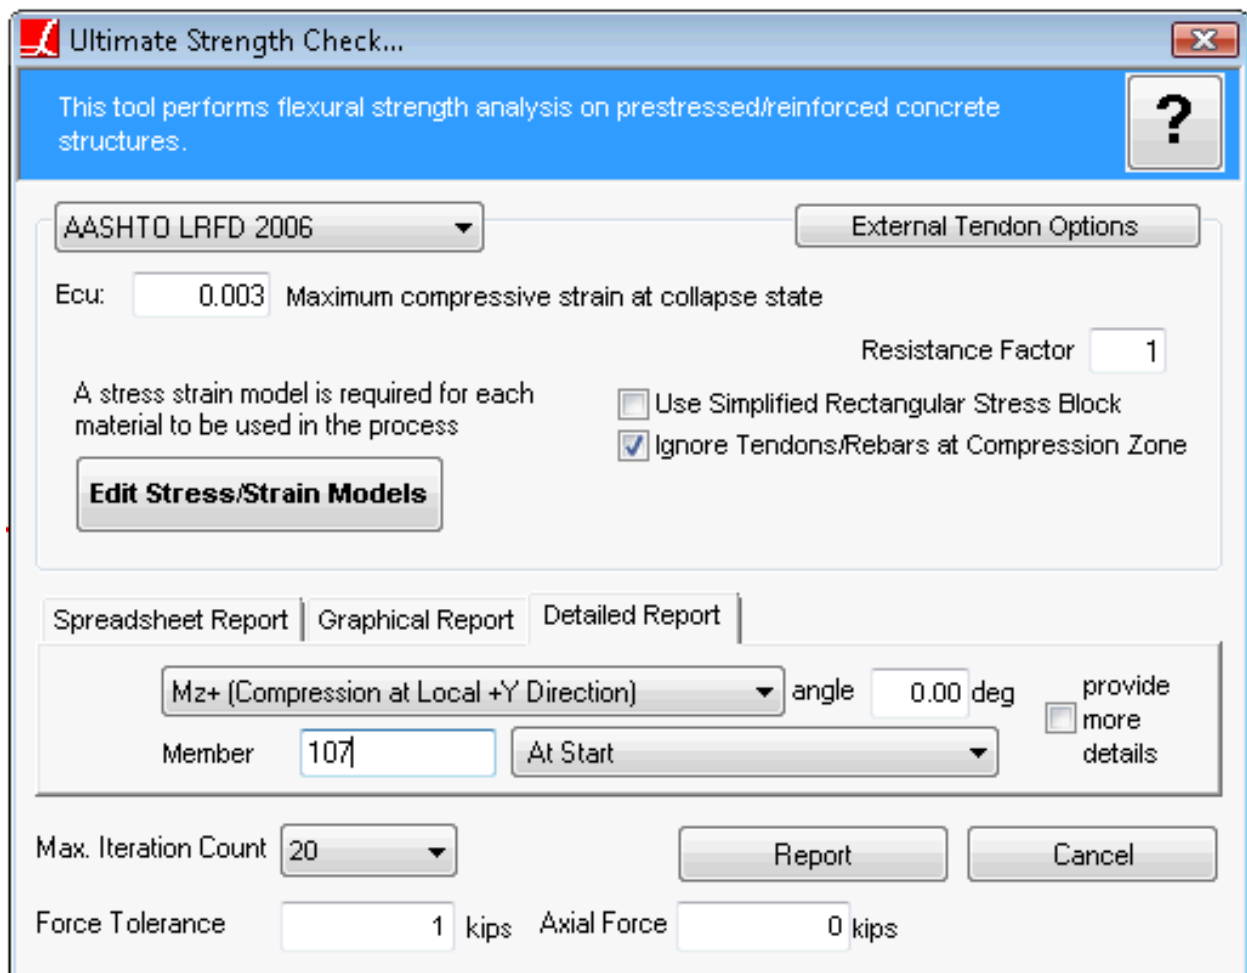 Ultimate Strength Check...
This tool performs flexural strength analysis on prestressed/reinforced concrete
structures.
?
AASHTO LRFD 2006
External Tendon Options
Ecu: 0.003 Maximum compressive strain at collapse state
Resistance Factor 1
A stress strain model is required for each
material to be used in the process
Use Simplified Rectangular Stress Block
Ignore Tendons/Rebars at Compression Zone
Edit Stress/Strain Models
Spreadsheet Report Graphical Report Detailed Report
Mz+ (Compression at Local +Y Direction) angle 0.00 deg
provide
more
details
Member 107 At Start
Max. Iteration Count 20 Report Cancel
Force Tolerance 1 kips Axial Force 0 kips